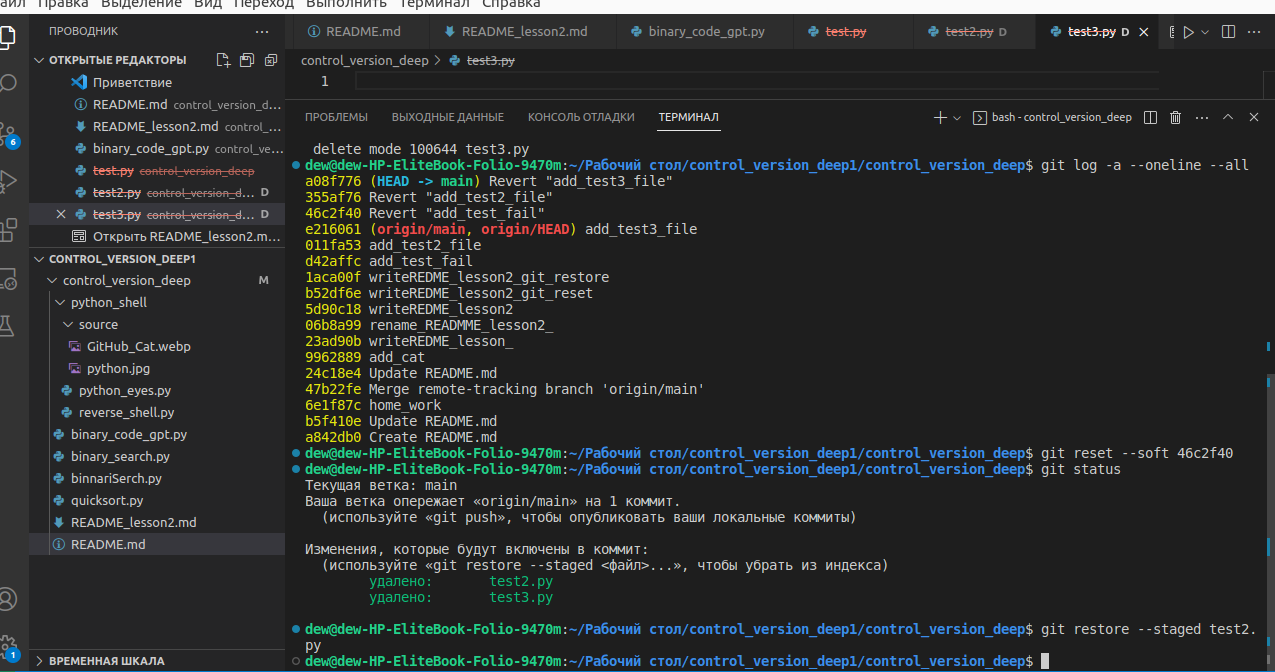 Правка Выделение Вид Переход Выполнить Терминал Справка
ПРОВОДНИК
README.md
README_lesson2.md
binary_code_gpt.py
test.py
test2.py D
test3.py D
ОТКРЫТЫЕ РЕДАКТОРЫ
control_version_deep > test3.py
1
Приветствие
README.md control_version_d...
README_lesson2.md control_...
binary_code_gpt.py control_ve...
test.py control_version_deep
test2.py control_version_d... D
test3.py control_version_d... D
Открыть README_lesson2.m...
6
CONTROL_VERSION_DEEP1
control_version_deep M
python_shell
source
GitHub_Cat.webp
python.jpg
python_eyes.py
reverse_shell.py
binary_code_gpt.py
binary_search.py
binnariSerch.py
quicksort.py
README_lesson2.md
README.md
ВРЕМЕННАЯ ШКАЛА
1
ПРОБЛЕМЫ ВЫХОДНЫЕ ДАННЫЕ КОНСОЛЬ ОТЛАДКИ ТЕРМИНАЛ
bash - control_version_deep
delete mode 100644 test3.py
dew@dew-HP-EliteBook-Folio-9470m:~/Рабочий стол/control_version_deep1/control_version_deep$ git log -a --oneline --all
a08f776 (HEAD -> main) Revert "add_test3_file"
355af76 Revert "add_test2_file"
46c2f40 Revert "add_test_fail"
e216061 (origin/main, origin/HEAD) add_test3_file
011fa53 add_test2_file
d42affc add_test_fail
1aca00f writeREDME_lesson2_git_restore
b52df6e writeREDME_lesson2_git_reset
5d90c18 writeREDME_lesson2
06b8a99 rename_READMME_lesson2_
23ad90b writeREDME_lesson_
9962889 add_cat
24c18e4 Update README.md
47b22fe Merge remote-tracking branch 'origin/main'
6e1f87c home_work
b5f410e Update README.md
a842db0 Create README.md
dew@dew-HP-EliteBook-Folio-9470m:~/Рабочий стол/control_version_deep1/control_version_deep$ git reset --soft 46c2f40
dew@dew-HP-EliteBook-Folio-9470m:~/Рабочий стол/control_version_deep1/control_version_deep$ git status
Текущая ветка: main
Ваша ветка опережает «origin/main» на 1 коммит.
(используйте «git push», чтобы опубликовать ваши локальные коммиты)
Изменения, которые будут включены в коммит:
(используйте «git restore --staged <файл>...», чтобы убрать из индекса)
удалено: test2.py
удалено: test3.py
dew@dew-HP-EliteBook-Folio-9470m:~/Рабочий стол/control_version_deep1/control_version_deep$ git restore --staged test2.
py
dew@dew-HP-EliteBook-Folio-9470m:~/Рабочий стол/control_version_deep1/control_version_deep$